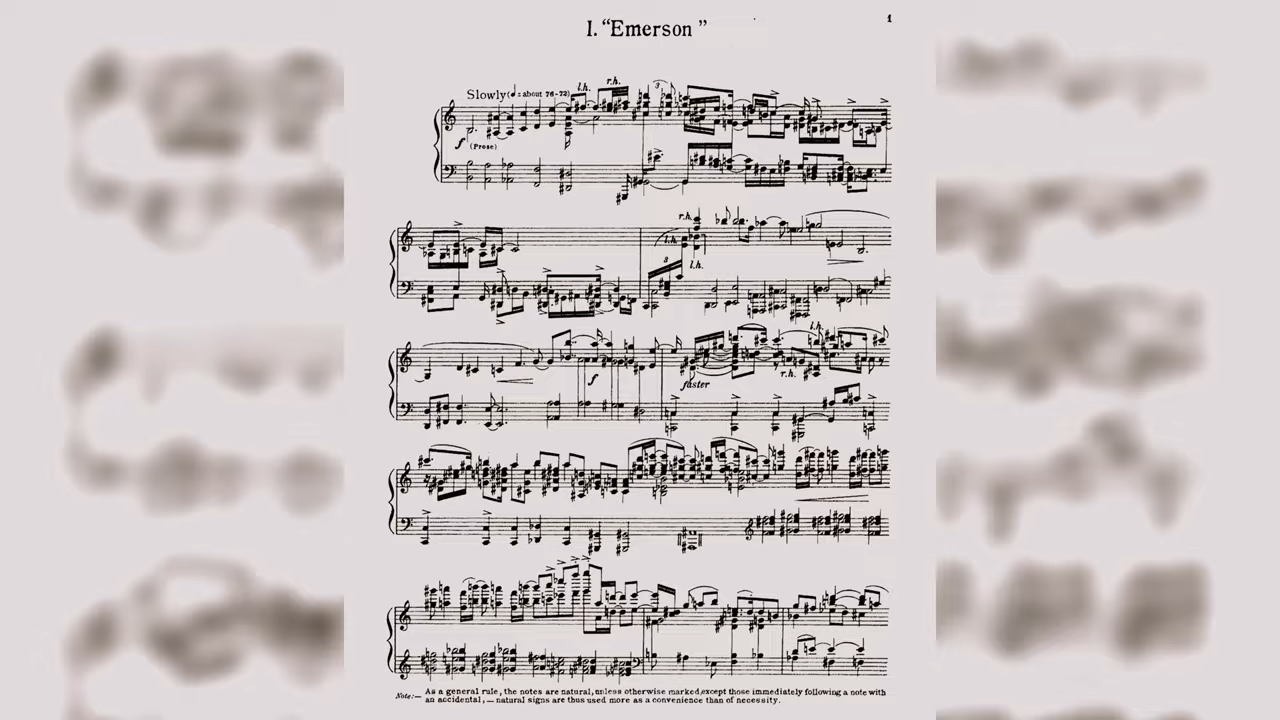 1
I. "Emerson"
Slowly (♩ = about 76-72)
l.h.
r.h.
3
f
(Prose)
r.h.
l.h.
3
l.h.
f
faster
l.h.
r.h.
Note:— As a general rule, the notes are natural, unless otherwise marked, except those immediately following a note with
an accidental, — natural signs are thus used more as a convenience than of necessity.